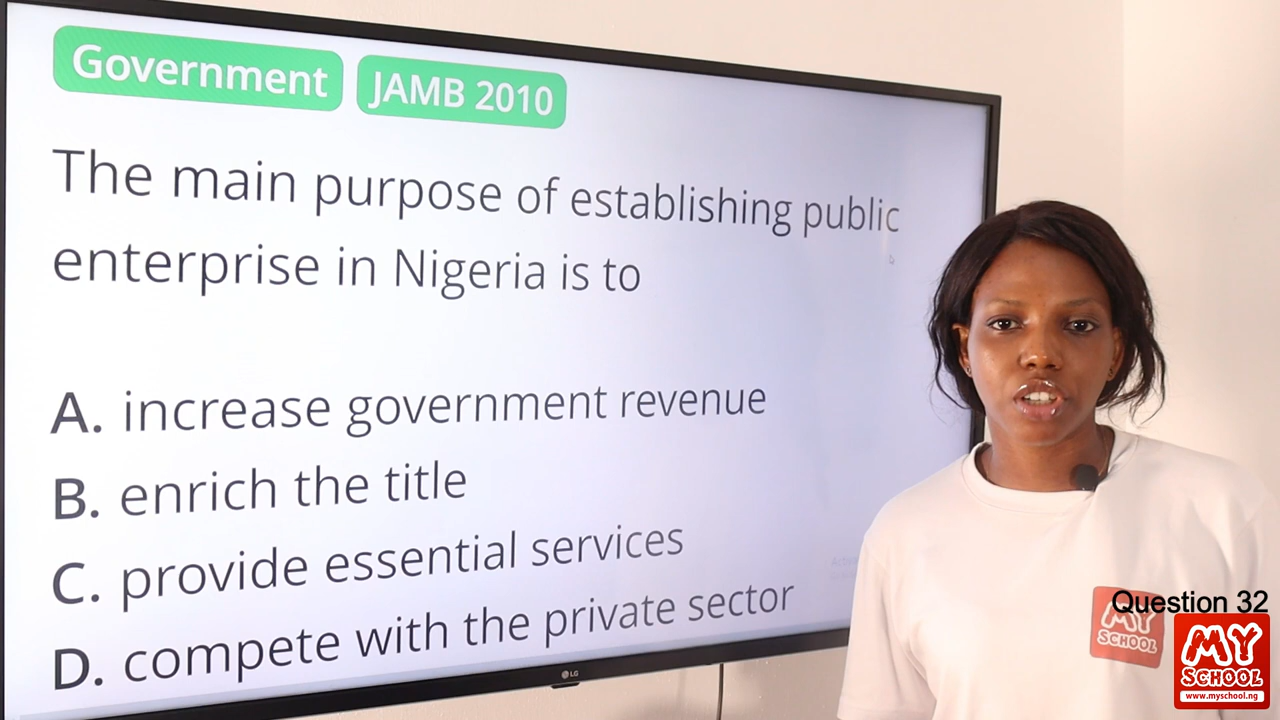 Government JAMB 2010
The main purpose of establishing public
enterprise in Nigeria is to
A. increase government revenue
B. enrich the title
C. provide essential services
D. compete with the private sector
LG
MY
SCHOOL
Question 32
MY
SCHOOL
www.myschool.ng